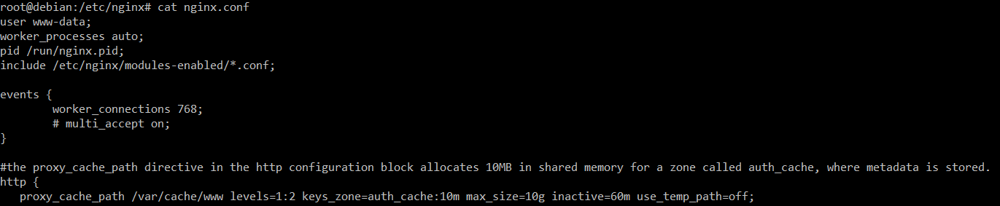 root@debian:/etc/nginx# cat nginx.conf
user www-data;
worker_processes auto;
pid /run/nginx.pid;
include /etc/nginx/modules-enabled/*.conf;
events {
worker_connections 768;
# multi_accept on;
}
#the proxy_cache_path directive in the http configuration block allocates 10MB in shared memory for a zone called auth_cache, where metadata is stored.
http {
proxy_cache_path /var/cache/www levels=1:2 keys_zone=auth_cache:10m max_size=10g inactive=60m use_temp_path=off;